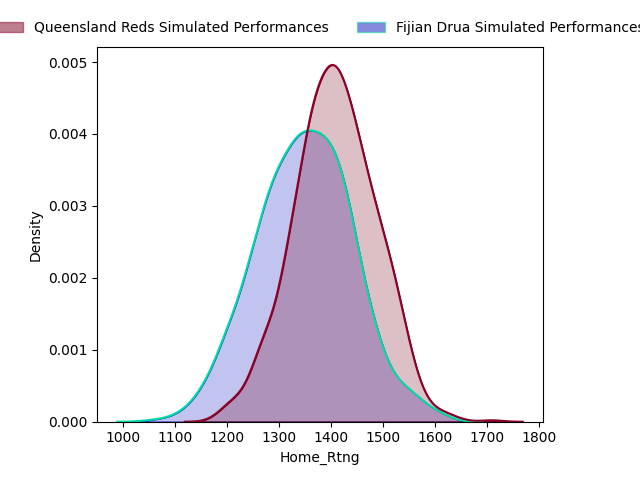 Queensland Reds Simulated Performances Fijian Drua Simulated Performances
0.005
0.004
0.003
0.002
0.001
0.000
Density
1000 1100 1200 1300 1400 1500 1600 1700 1800
Home_Rtng